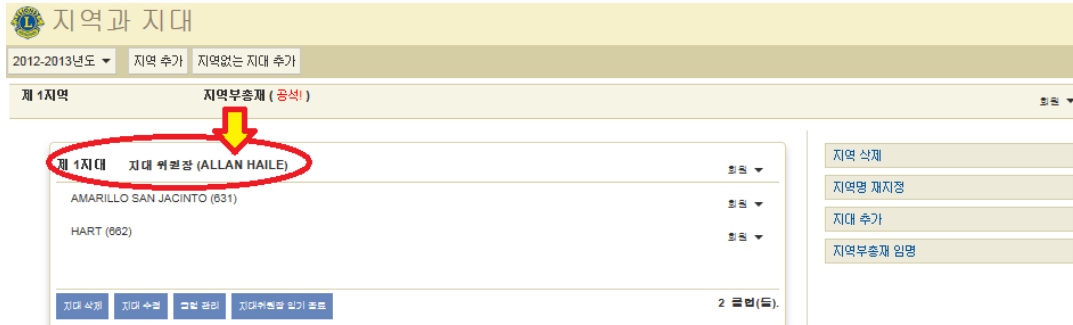 지역과 지대
2012-2013년도 지역 추가 지역없는 지대 추가
제 1지역 지역부총재 ( 공석! )
회원
제 1지대 지대 위원장 (ALLAN HAILE)
회원
AMARILLO SAN JACINTO (631)
회원
HART (662)
회원
지대 삭제 지대 수정 클럽 관리 지대위원장 임기 종료
2 클럽(들).
지역 삭제
지역명 재지정
지대 추가
지역부총재 임명